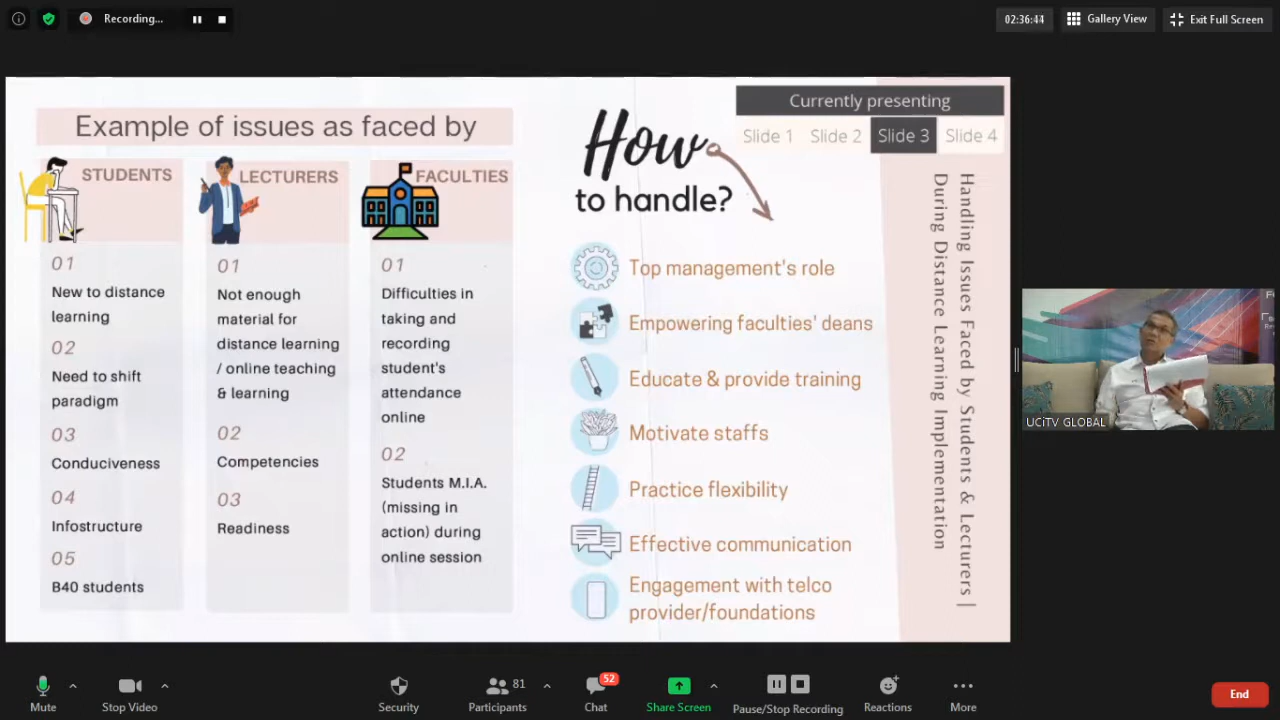 Recording...
02:36:44
Gallery View
Exit Full Screen
Example of issues as faced by
STUDENTS
01
New to distance
learning
02
Need to shift
paradigm
03
Conduciveness
04
Infostructure
05
B40 students
LECTURERS
01
Not enough
material for
distance learning
/ online teaching
& learning
02
Competencies
03
Readiness
FACULTIES
01
Difficulties in
taking and
recording
student's
attendance
online
02
Students M.I.A.
(missing in
action) during
online session
How
to handle?
Top management's role
Empowering faculties' deans
Educate & provide training
Motivate staffs
Practice flexibility
Effective communication
Engagement with telco
provider/foundations
Currently presenting
Slide 1 Slide 2 Slide 3 Slide 4
Handling Issues Faced by Students & Lecturers |
During Distance Learning Implementation
UCiTV GLOBAL
Mute
Stop Video
Security
81
Participants
52
Chat
Share Screen
Pause/Stop Recording
Reactions
More
End